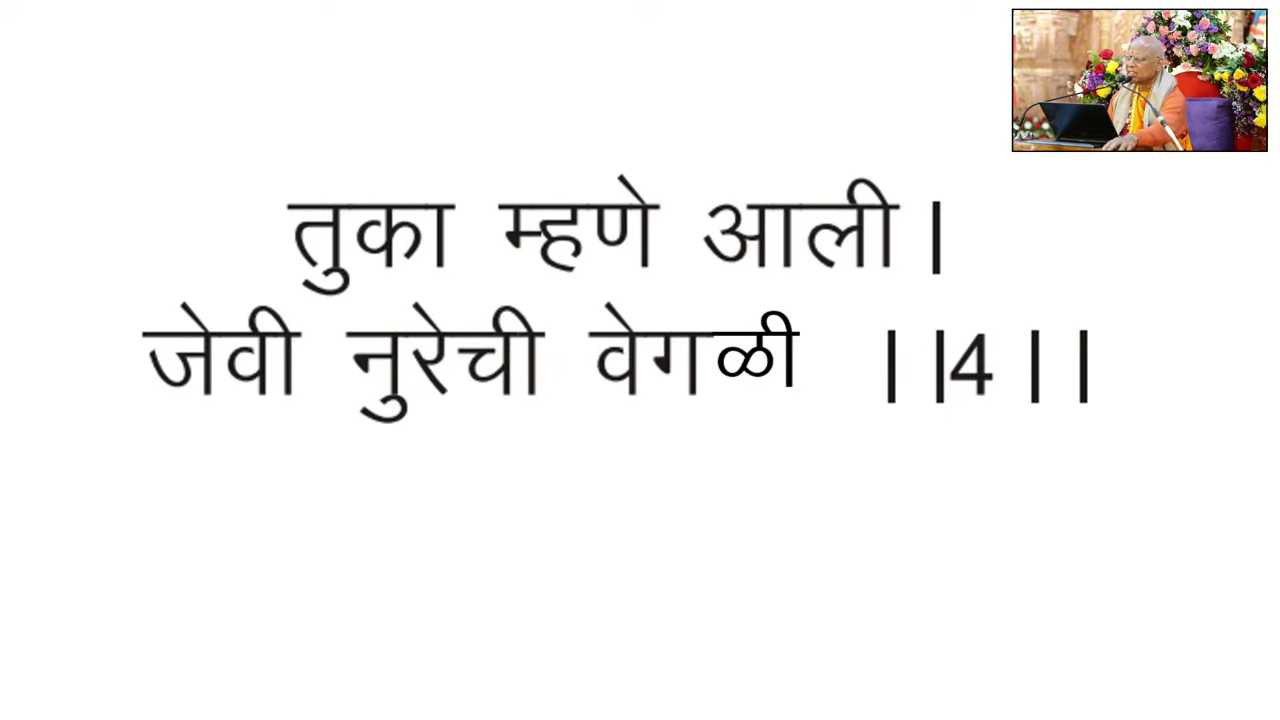 तुका म्हणे आली |
जेवी नुरेची वेगळी | |4 | |